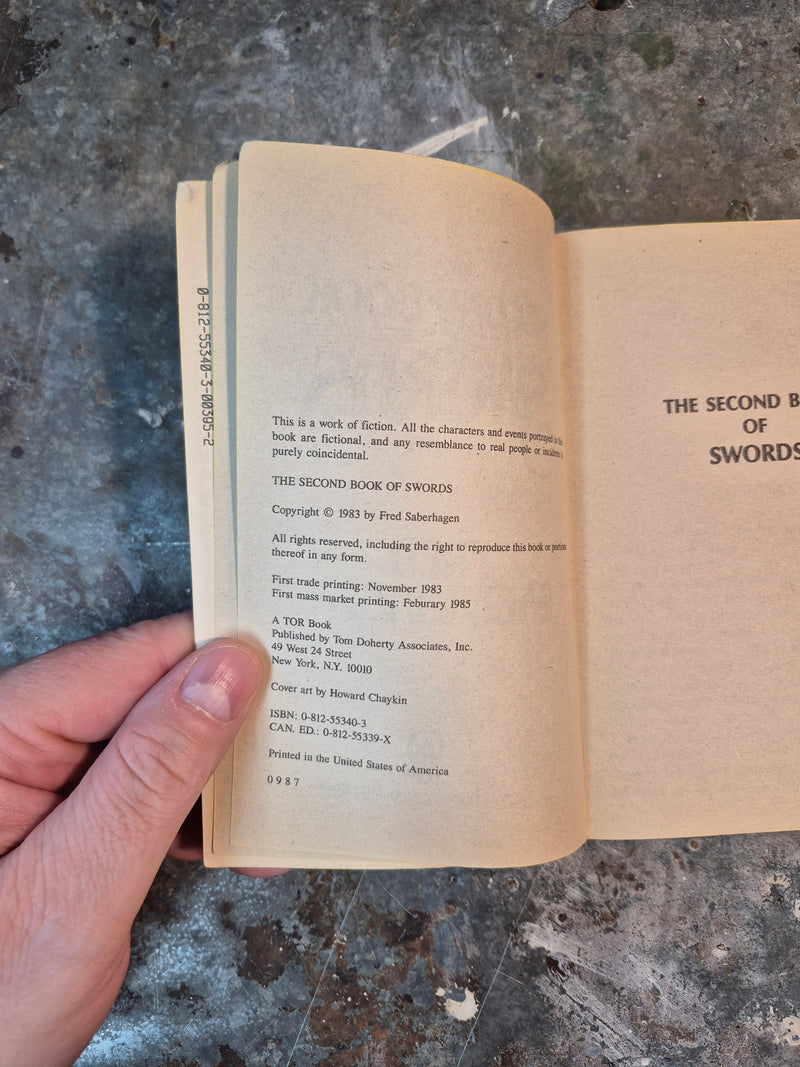 0-812-55340-3-00395-2
This is a work of fiction. All the characters and events portrayed in this
book are fictional, and any resemblance to real people or incidents is
purely coincidental.
THE SECOND BOOK OF SWORDS
Copyright © 1983 by Fred Saberhagen
All rights reserved, including the right to reproduce this book or portions
thereof in any form.
First trade printing: November 1983
First mass market printing: Feburary 1985
A TOR Book
Published by Tom Doherty Associates, Inc.
49 West 24 Street
New York, N.Y. 10010
Cover art by Howard Chaykin
ISBN: 0-812-55340-3
CAN. ED.: 0-812-55339-X
Printed in the United States of America
0 9 8 7
THE SECOND B
OF
SWORDS